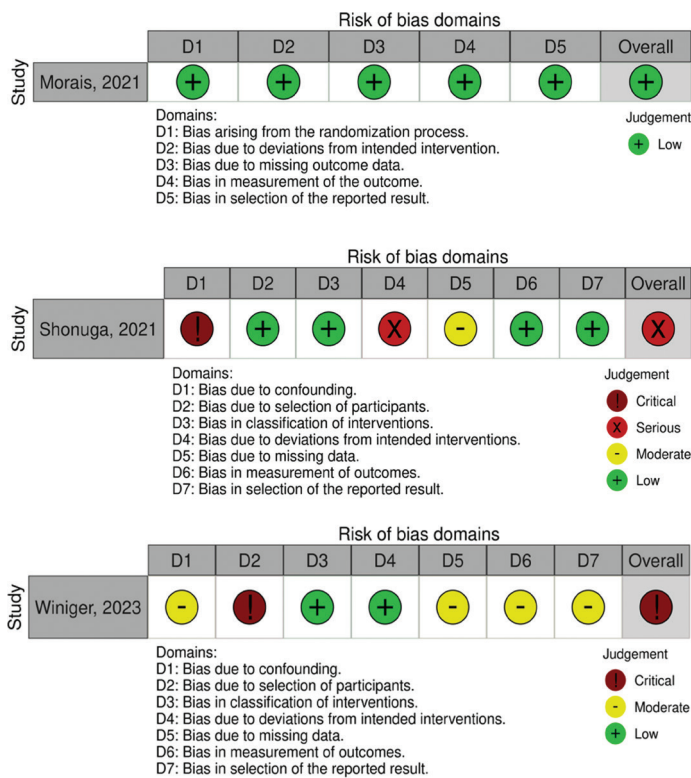 Risk of bias domains
D1 D2 D3 D4 D5 Overall
Study
Morais, 2021
+ + + + + +
Domains:
D1: Bias arising from the randomization process.
D2: Bias due to deviations from intended intervention.
D3: Bias due to missing outcome data.
D4: Bias in measurement of the outcome.
D5: Bias in selection of the reported result.
Judgement
+ Low
Risk of bias domains
D1 D2 D3 D4 D5 D6 D7 Overall
Study
Shonuga, 2021
! + + X - + + X
Domains:
D1: Bias due to confounding.
D2: Bias due to selection of participants.
D3: Bias in classification of interventions.
D4: Bias due to deviations from intended interventions.
D5: Bias due to missing data.
D6: Bias in measurement of outcomes.
D7: Bias in selection of the reported result.
Judgement
! Critical
X Serious
- Moderate
+ Low
Risk of bias domains
D1 D2 D3 D4 D5 D6 D7 Overall
Study
Winiger, 2023
- ! + + - - - !
Domains:
D1: Bias due to confounding.
D2: Bias due to selection of participants.
D3: Bias in classification of interventions.
D4: Bias due to deviations from intended interventions.
D5: Bias due to missing data.
D6: Bias in measurement of outcomes.
D7: Bias in selection of the reported result.
Judgement
! Critical
- Moderate
+ Low